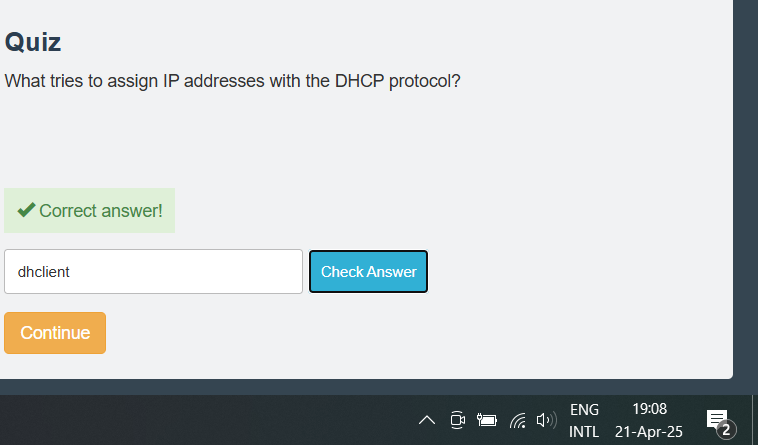 Quiz
What tries to assign IP addresses with the DHCP protocol?
Correct answer!
dhclient
Check Answer
Continue
ENG 19:08
INTL 21-Apr-25
2